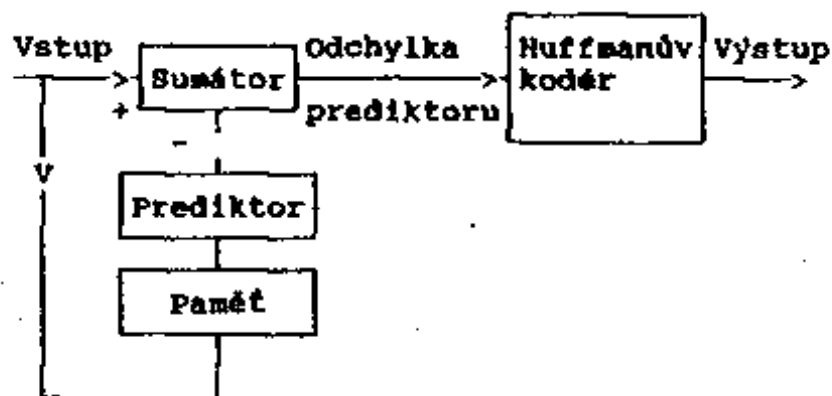 Vstup
Sumátor
+
-
Odchylka
prediktoru
Huffmanův
kodér
Výstup
v
Prediktor
Paměť